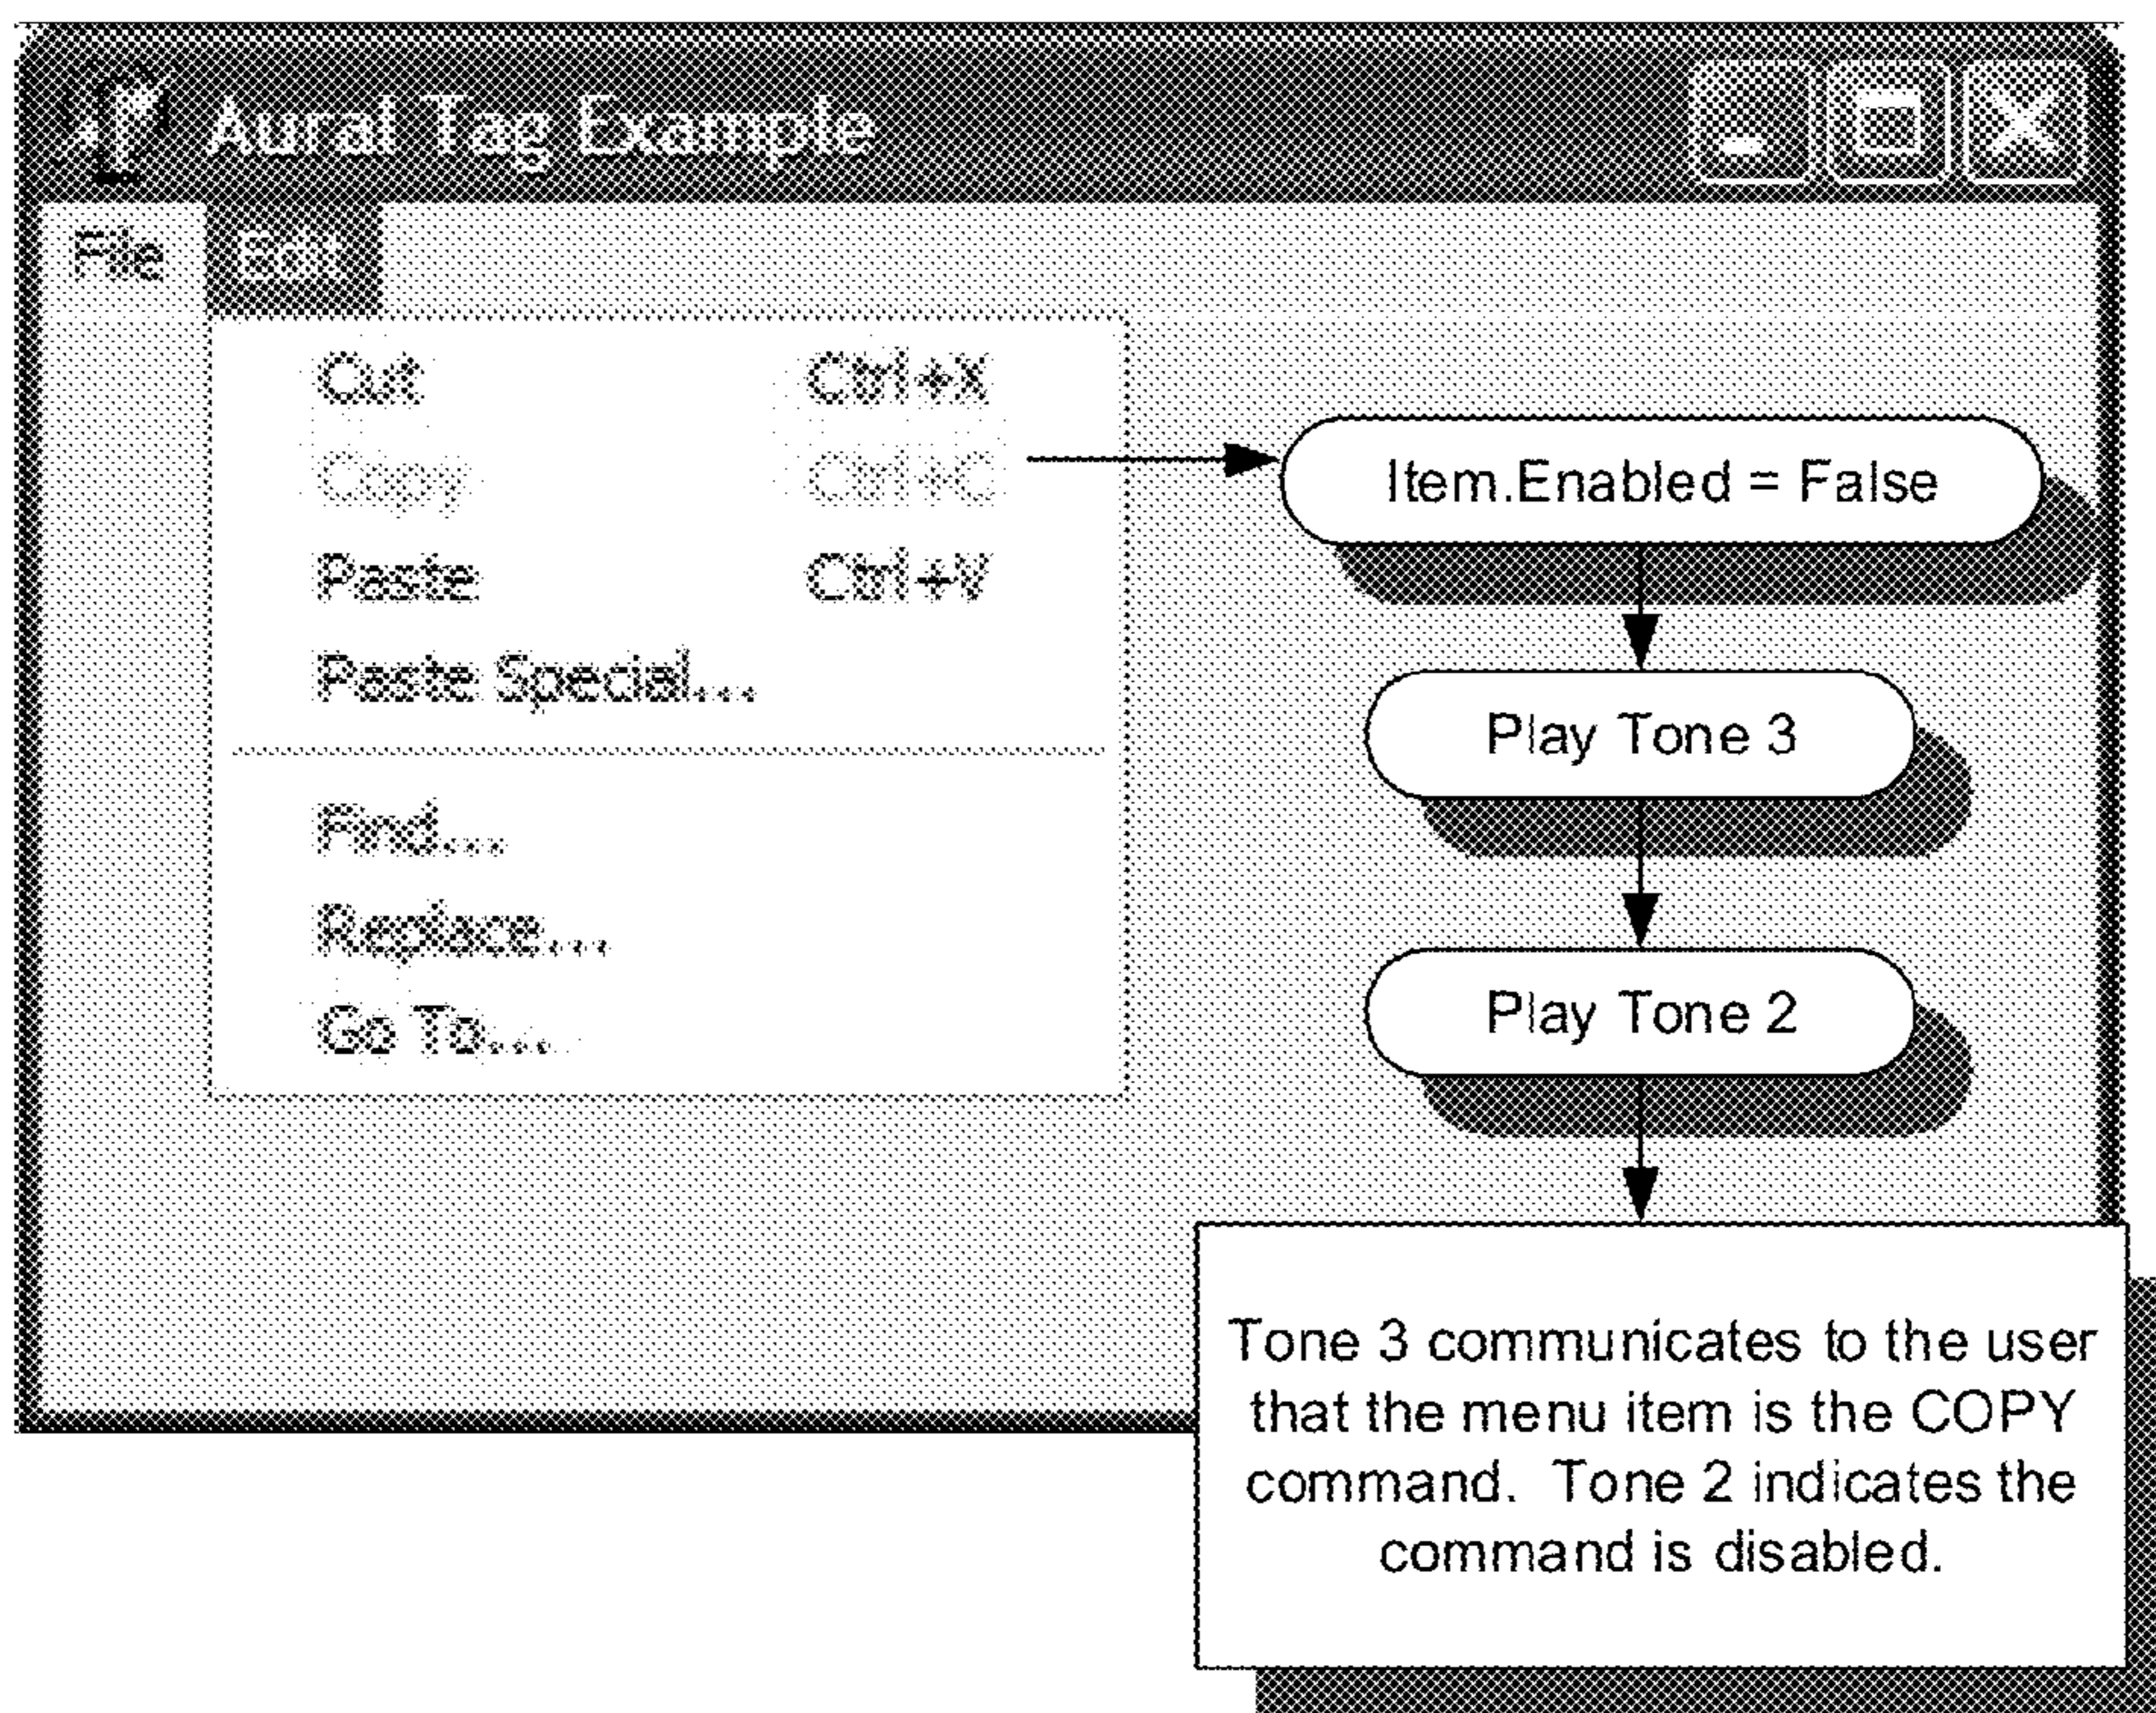 Aural Tag Example
File Edit
Cut Ctrl+X
Copy Ctrl+C
Paste Ctrl+V
Paste Special...
Find...
Replace...
Go To...
Item.Enabled = False
Play Tone 3
Play Tone 2
Tone 3 communicates to the user
that the menu item is the COPY
command. Tone 2 indicates the
command is disabled.